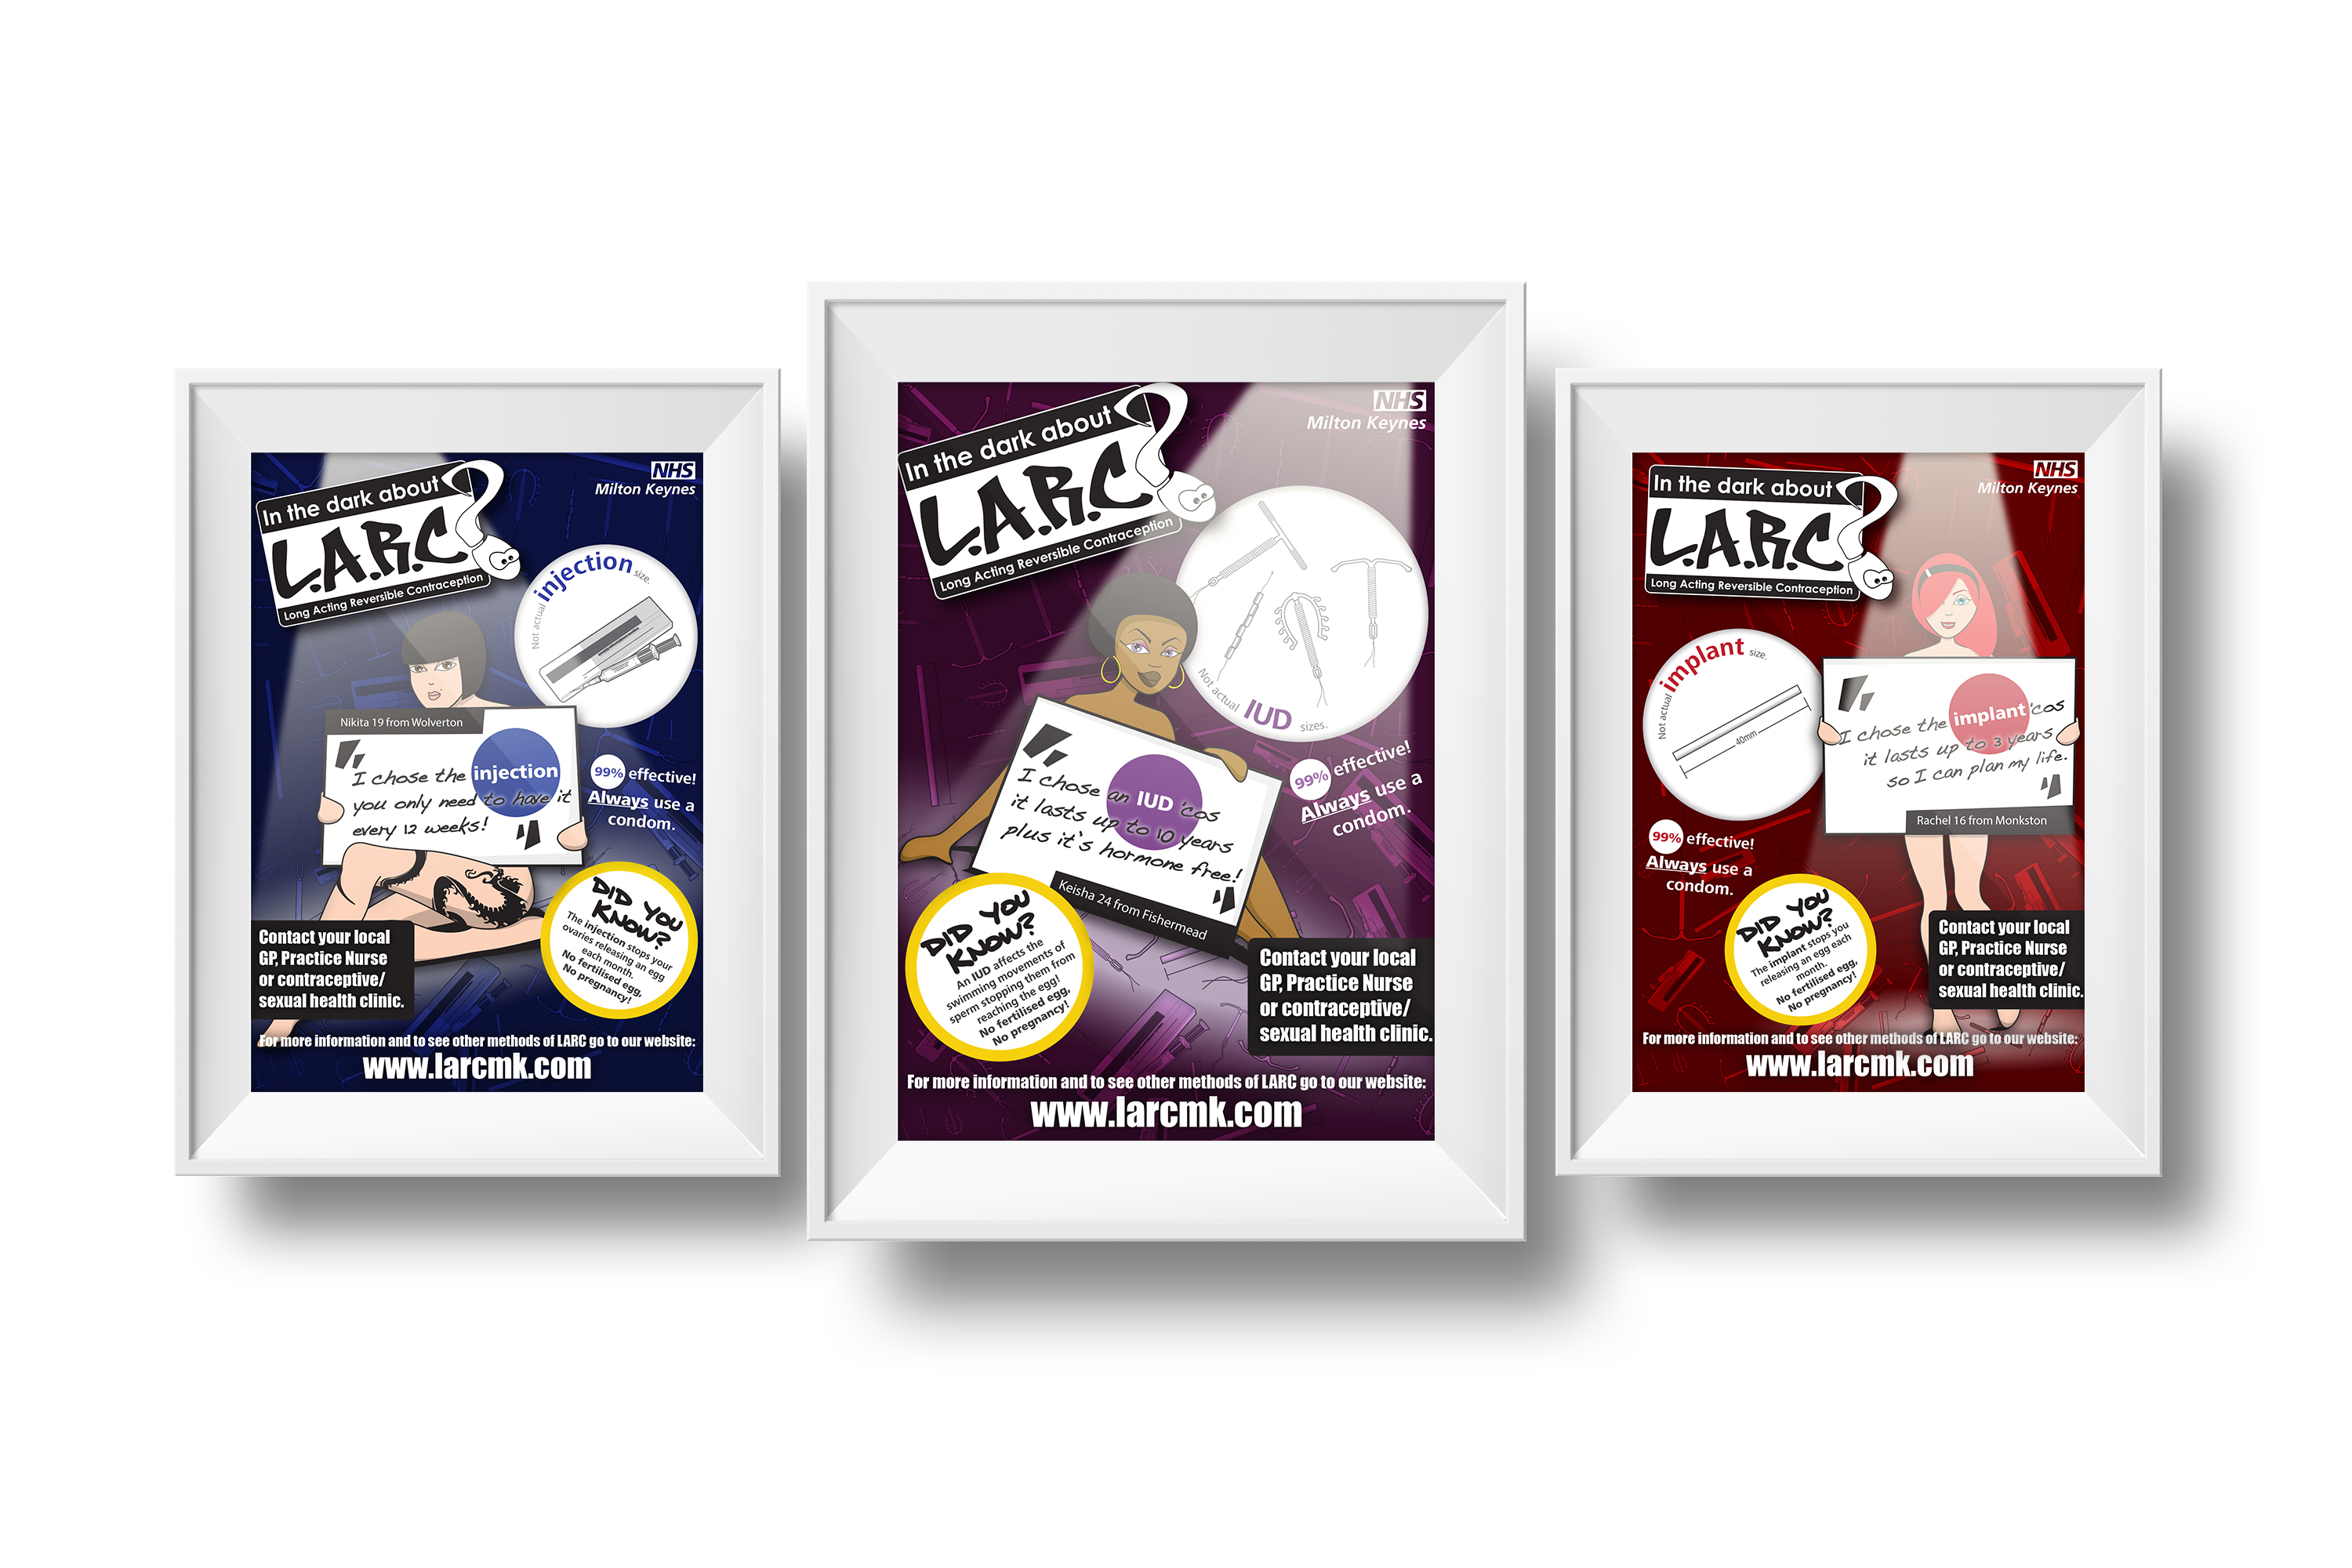 In the dark about
L.A.R.C?
Long Acting Reversible Contraception
NHS
Milton Keynes
Not actual injection size.
Nikita 19 from Wolverton
I chose the injection
you only need to have it
every 12 weeks!
99% effective!
Always use a
condom.
DID YOU
KNOW?
The injection stops your
ovaries releasing an egg
each month.
No fertilised egg,
No pregnancy!
Contact your local
GP, Practice Nurse
or contraceptive/
sexual health clinic.
For more information and to see other methods of LARC go to our website:
www.larcmk.com
In the dark about
L.A.R.C?
Long Acting Reversible Contraception
NHS
Milton Keynes
Not actual IUD sizes.
I chose an IUD 'cos
it lasts up to 10 years
plus it's hormone free!
Keisha 24 from Fishermead
99% effective!
Always use a
condom.
DID YOU
KNOW?
An IUD affects the
swimming movements of
sperm stopping them from
reaching the egg!
No fertilised egg,
No pregnancy!
Contact your local
GP, Practice Nurse
or contraceptive/
sexual health clinic.
For more information and to see other methods of LARC go to our website:
www.larcmk.com
In the dark about
L.A.R.C?
Long Acting Reversible Contraception
NHS
Milton Keynes
Not actual implant size.
40mm
I chose the implant 'cos
it lasts up to 3 years
so I can plan my life.
Rachel 16 from Monkston
99% effective!
Always use a
condom.
DID YOU
KNOW?
The implant stops you
releasing an egg each
month.
No fertilised egg,
No pregnancy!
Contact your local
GP, Practice Nurse
or contraceptive/
sexual health clinic.
For more information and to see other methods of LARC go to our website:
www.larcmk.com